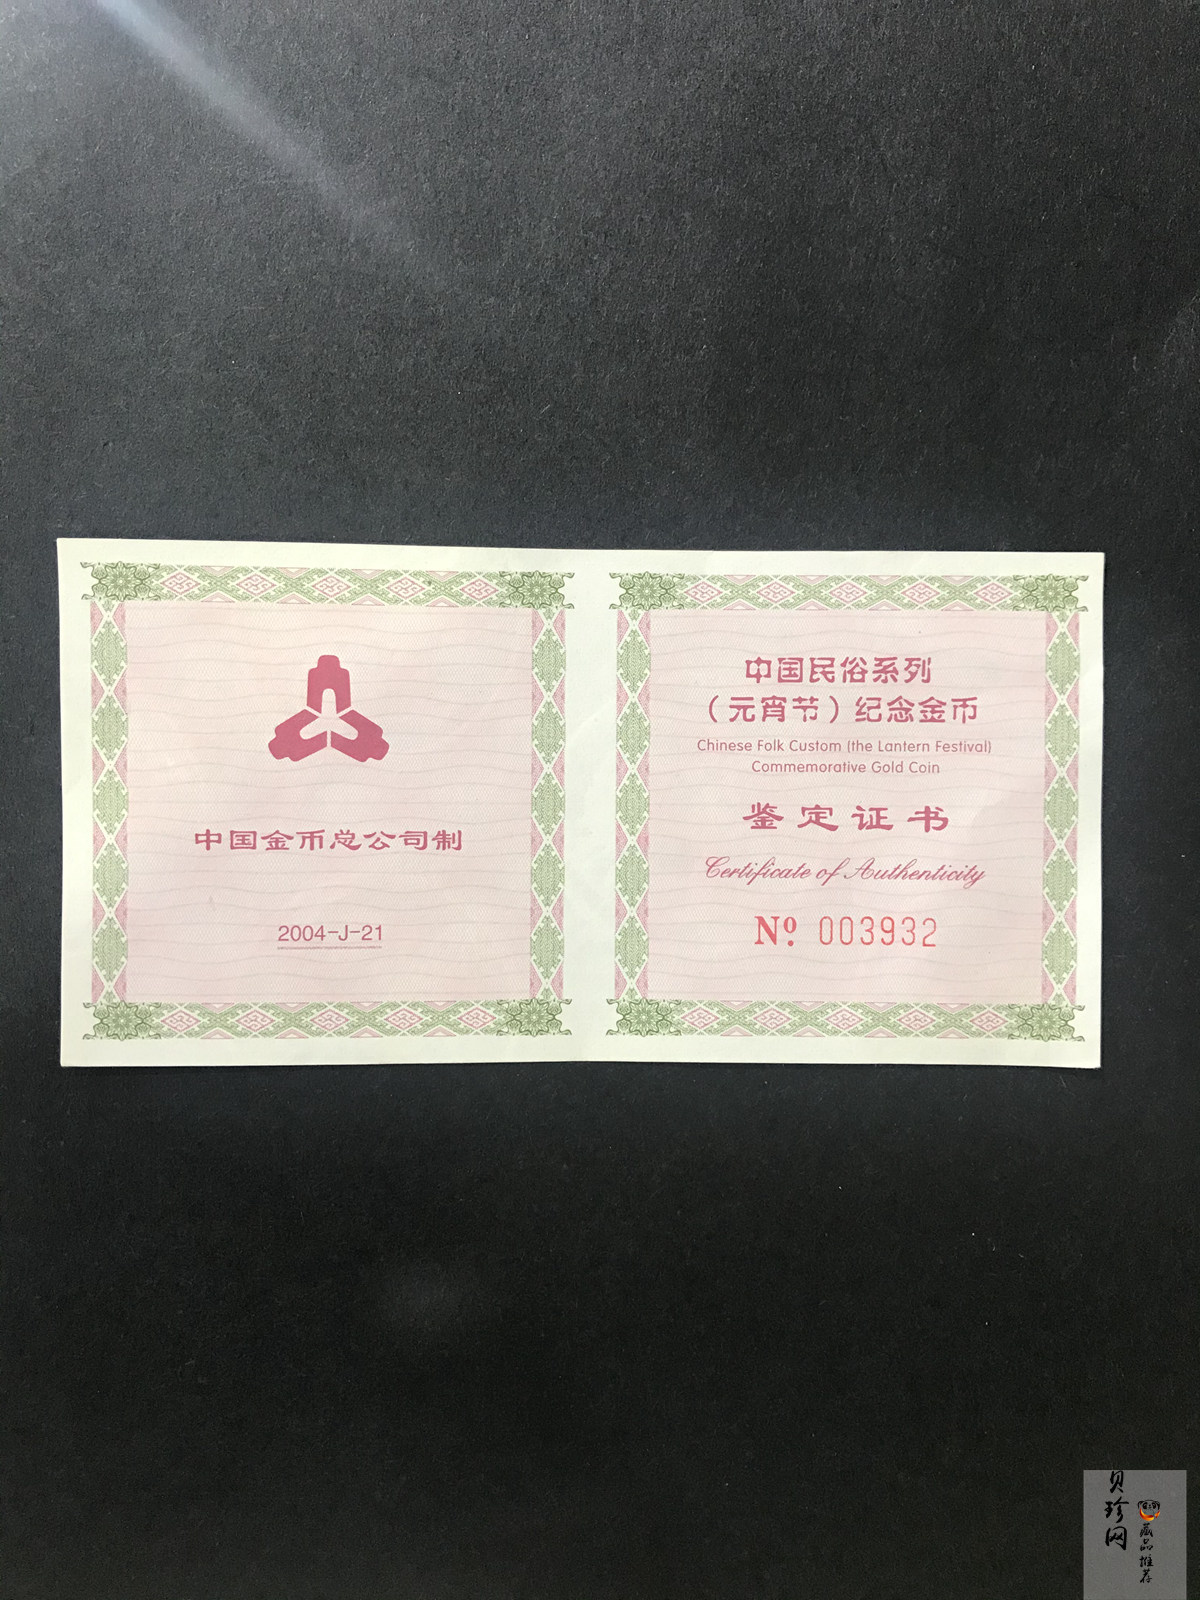 中国金币总公司制
2004-J-21
中国民俗系列
（元宵节）纪念金币
Chinese Folk Custom (the Lantern Festival)
Commemorative Gold Coin
鉴定证书
Certificate of Authenticity
Nº 003932
贝珍网
藏品推荐